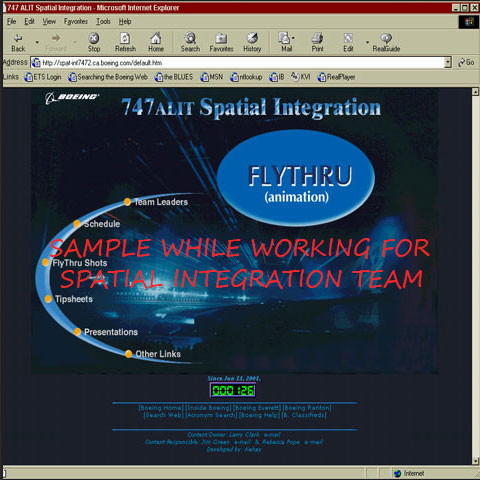 747 ALIT Spatial Integration - Microsoft Internet Explorer
File Edit View Favorites Tools Help
Back Forward Stop Refresh Home Search Favorites History Mail Print Edit RealGuide
Address http://spat-int7472.ca.boeing.com/default.htm Go
Links ETS Login Searching the Boeing Web the BLUES MSN ntlookup IB KVI RealPlayer
BOEING
747ALIT Spatial Integration
FLYTHRU
(animation)
Team Leaders
Schedule
SAMPLE WHILE WORKING FOR
FlyThru Shots
SPATIAL INTEGRATION TEAM
Tipsheets
Presentations
Other Links
Since Jun 11, 2001.
000126
[Boeing Home] [Inside Boeing] [Boeing Everett] [Boeing Renton]
[Search Web] [Acronym Search] [Boeing Help] [B. Classifieds]
Content Owner: Larry Clark e-mail
Content Responsible: Jim Green e-mail & Rebecca Pope e-mail
Developed by:
Internet